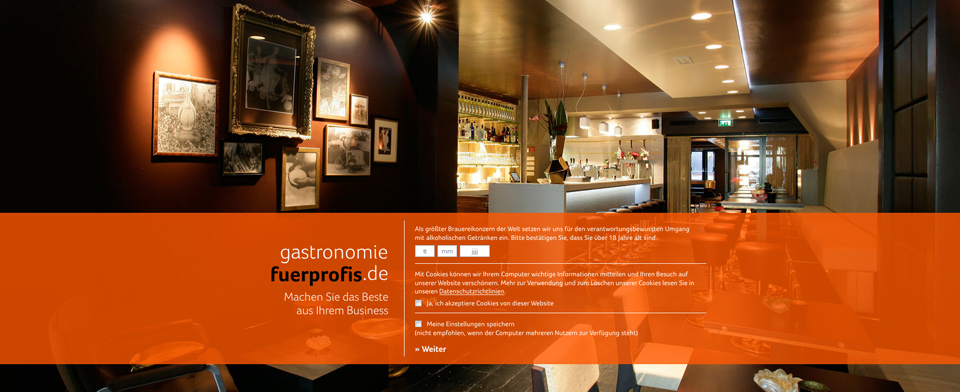 gastronomie
fuerprofis.de
Machen Sie das Beste
aus Ihrem Business
Als größter Brauereikonzern der Welt setzen wir uns für den verantwortungsbewussten Umgang
mit alkoholischen Getränken ein. Bitte bestätigen Sie, dass Sie über 18 Jahre alt sind.
tt mm jjjj
Mit Cookies können wir Ihrem Computer wichtige Informationen mitteilen und Ihren Besuch auf
unserer Website verschönern. Mehr zur Verwendung und zum Löschen unserer Cookies lesen Sie in
unseren Datenschutzrichtlinien.
Ja, ich akzeptiere Cookies von dieser Website
Meine Einstellungen speichern
(nicht empfohlen, wenn der Computer mehreren Nutzern zur Verfügung steht)
» Weiter